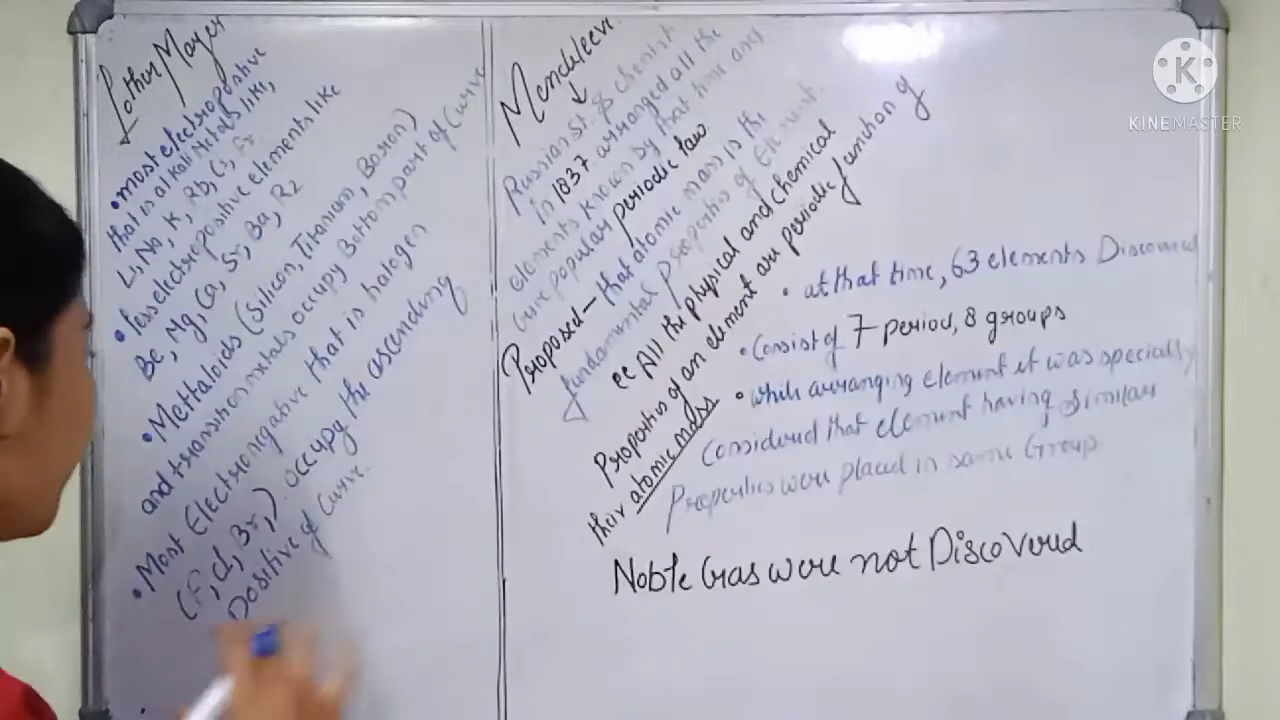 Lother Mayer
• most electropositive
that is alkali Metals like,
Li, Na, K, Rb, Cs, Fr.
• less electropositive elements like
Be, Mg, Ca, Sr, Ba, Rz
• Mettaloids (Silicon, Titanium, Boron)
and transition metals occupy Bottom part of Curve
• Most Electronegative that is halogen
(F, Cl, Br, ) occupy the ascending
Positive of Curve.
Mendeleev.
↓
Russian st. & chemist
in 1837 arranged all the
elements known by that time and
Gave popular periodic law
Proposed - that atomic mass is the
fundamental Properties of Element.
"All the physical and chemical
Properties of an element are periodic function of
their atomic mass
• at that time, 63 elements Discovered
• Consist of 7 period, 8 groups
• while arranging element it was specially
Considered that element having similar
Properties were placed in same Group
Noble Gas were not Discoverd
K
KINEMASTER